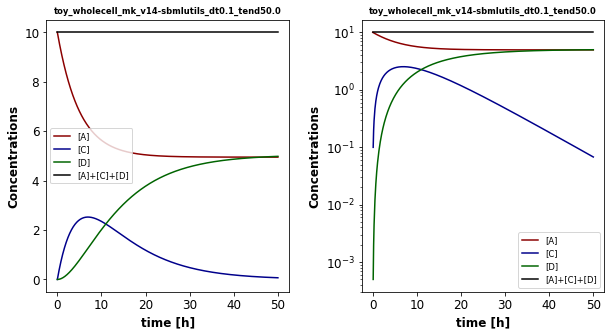 toy_wholecell_mk_v14-sbmlutils_dt0.1_tend50.0
Concentrations
10
8
6
4
2
0
[A]
[C]
[D]
[A]+[C]+[D]
0 10 20 30 40 50
time [h]
toy_wholecell_mk_v14-sbmlutils_dt0.1_tend50.0
Concentrations
10¹
10⁰
10⁻¹
10⁻²
10⁻³
[A]
[C]
[D]
[A]+[C]+[D]
0 10 20 30 40 50
time [h]